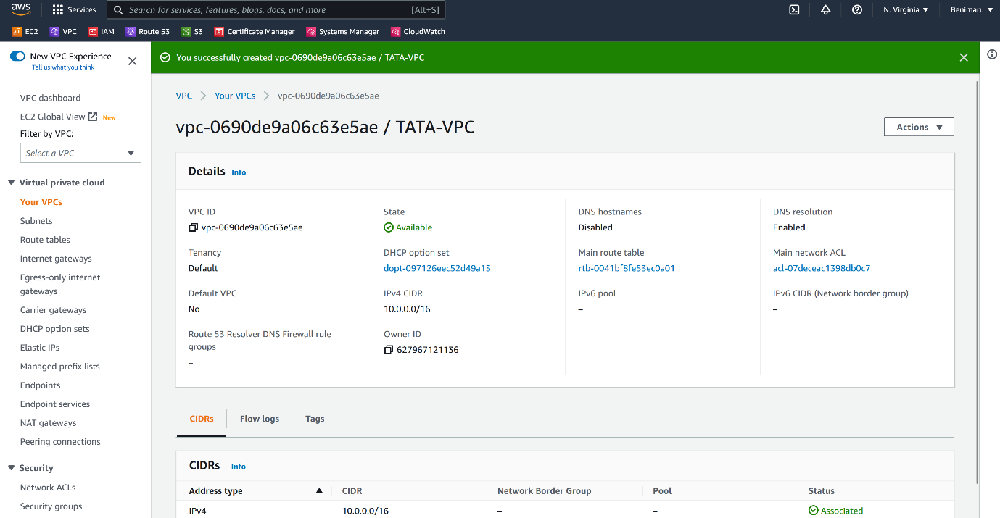 aws
Services
Search for services, features, blogs, docs, and more
[Alt+S]
N. Virginia
Benimaru
EC2
VPC
IAM
Route 53
S3
Certificate Manager
Systems Manager
CloudWatch
New VPC Experience
Tell us what you think
You successfully created vpc-0690de9a06c63e5ae / TATA-VPC
VPC dashboard
EC2 Global View
New
Filter by VPC:
Select a VPC
Virtual private cloud
Your VPCs
Subnets
Route tables
Internet gateways
Egress-only internet
gateways
Carrier gateways
DHCP option sets
Elastic IPs
Managed prefix lists
Endpoints
Endpoint services
NAT gateways
Peering connections
Security
Network ACLs
Security groups
VPC
Your VPCs
vpc-0690de9a06c63e5ae
vpc-0690de9a06c63e5ae / TATA-VPC
Actions
Details Info
VPC ID
vpc-0690de9a06c63e5ae
State
Available
DNS hostnames
Disabled
DNS resolution
Enabled
Tenancy
Default
DHCP option set
dopt-097126eec52d49a13
Main route table
rtb-0041bf8fe53ec0a01
Main network ACL
acl-07deceac1398db0c7
Default VPC
No
IPv4 CIDR
10.0.0.0/16
IPv6 pool
–
IPv6 CIDR (Network border group)
–
Route 53 Resolver DNS Firewall rule
groups
–
Owner ID
627967121136
CIDRs
Flow logs
Tags
CIDRs Info
Address type
CIDR
Network Border Group
Pool
Status
IPv4
10.0.0.0/16
–
–
Associated